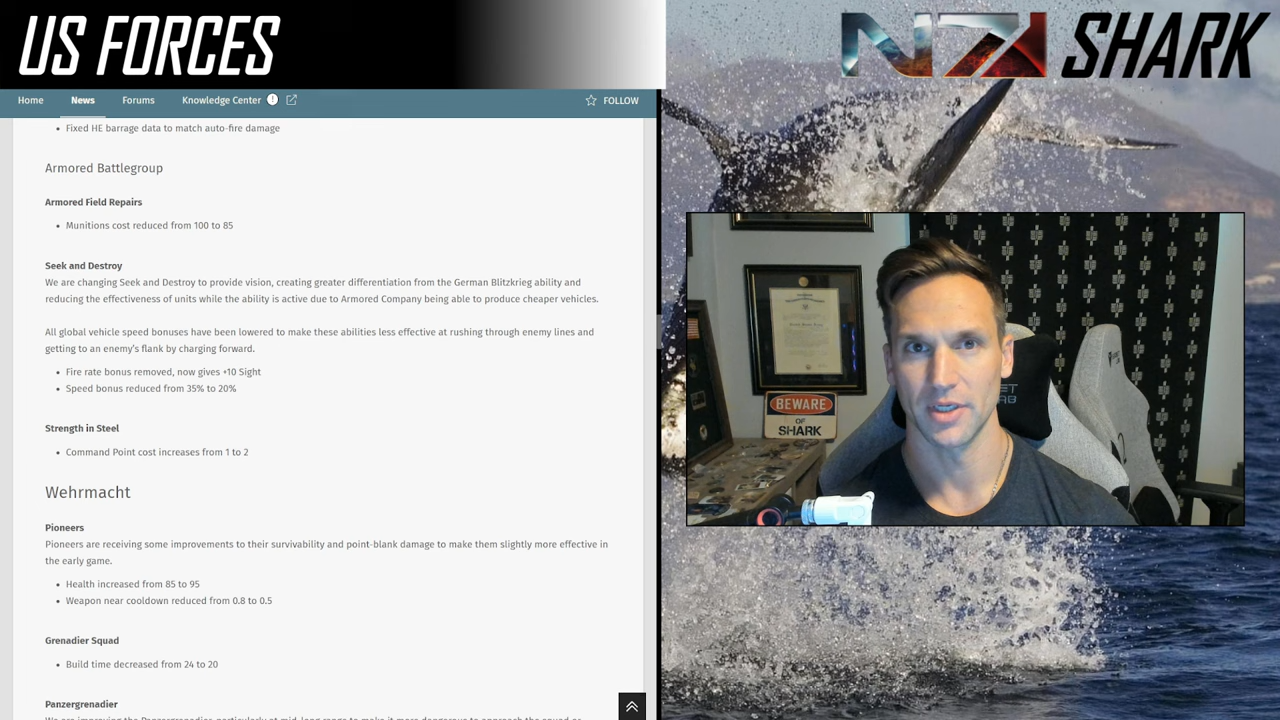 US FORCES
N7 SHARK
Home News Forums Knowledge Center ! FOLLOW
• Fixed HE barrage data to match auto-fire damage
Armored Battlegroup
Armored Field Repairs
• Munitions cost reduced from 100 to 85
Seek and Destroy
We are changing Seek and Destroy to provide vision, creating greater differentiation from the German Blitzkrieg ability and
reducing the effectiveness of units while the ability is active due to Armored Company being able to produce cheaper vehicles.
All global vehicle speed bonuses have been lowered to make these abilities less effective at rushing through enemy lines and
getting to an enemy's flank by charging forward.
• Fire rate bonus removed, now gives +10 Sight
• Speed bonus reduced from 35% to 20%
Strength in Steel
• Command Point cost increases from 1 to 2
Wehrmacht
Pioneers
Pioneers are receiving some improvements to their survivability and point-blank damage to make them slightly more effective in
the early game.
• Health increased from 85 to 95
• Weapon near cooldown reduced from 0.8 to 0.5
Grenadier Squad
• Build time decreased from 24 to 20
Panzergrenadier
BEWARE
OF
SHARK